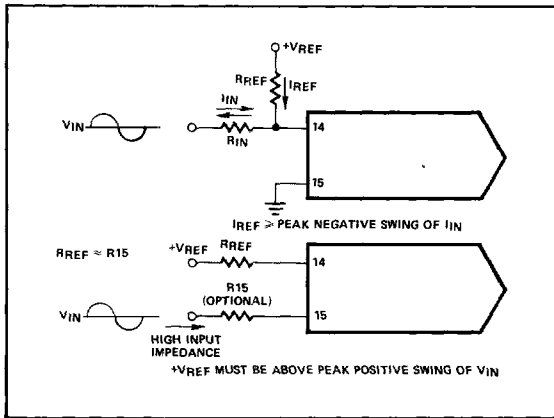 +VREF
RREF
IREF
IIN
VIN
RIN
14
15
IREF ⩾ PEAK NEGATIVE SWING OF IIN
RREF ≈ R15
+VREF
RREF
14
R15
(OPTIONAL)
VIN
15
HIGH INPUT
IMPEDANCE
+VREF MUST BE ABOVE PEAK POSITIVE SWING OF VIN